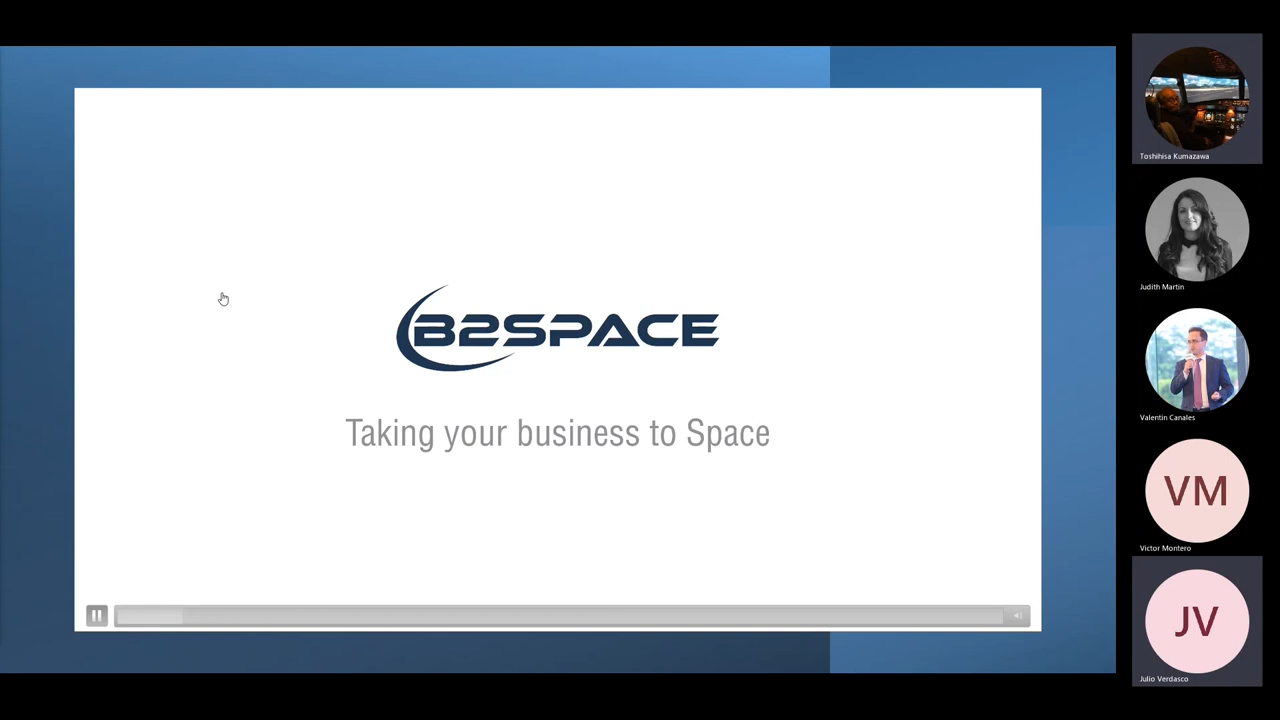 B2SPACE
Taking your business to Space
Toshihisa Kumazawa
Judith Martin
Valentin Canales
VM
Victor Montero
JV
Julio Verdasco